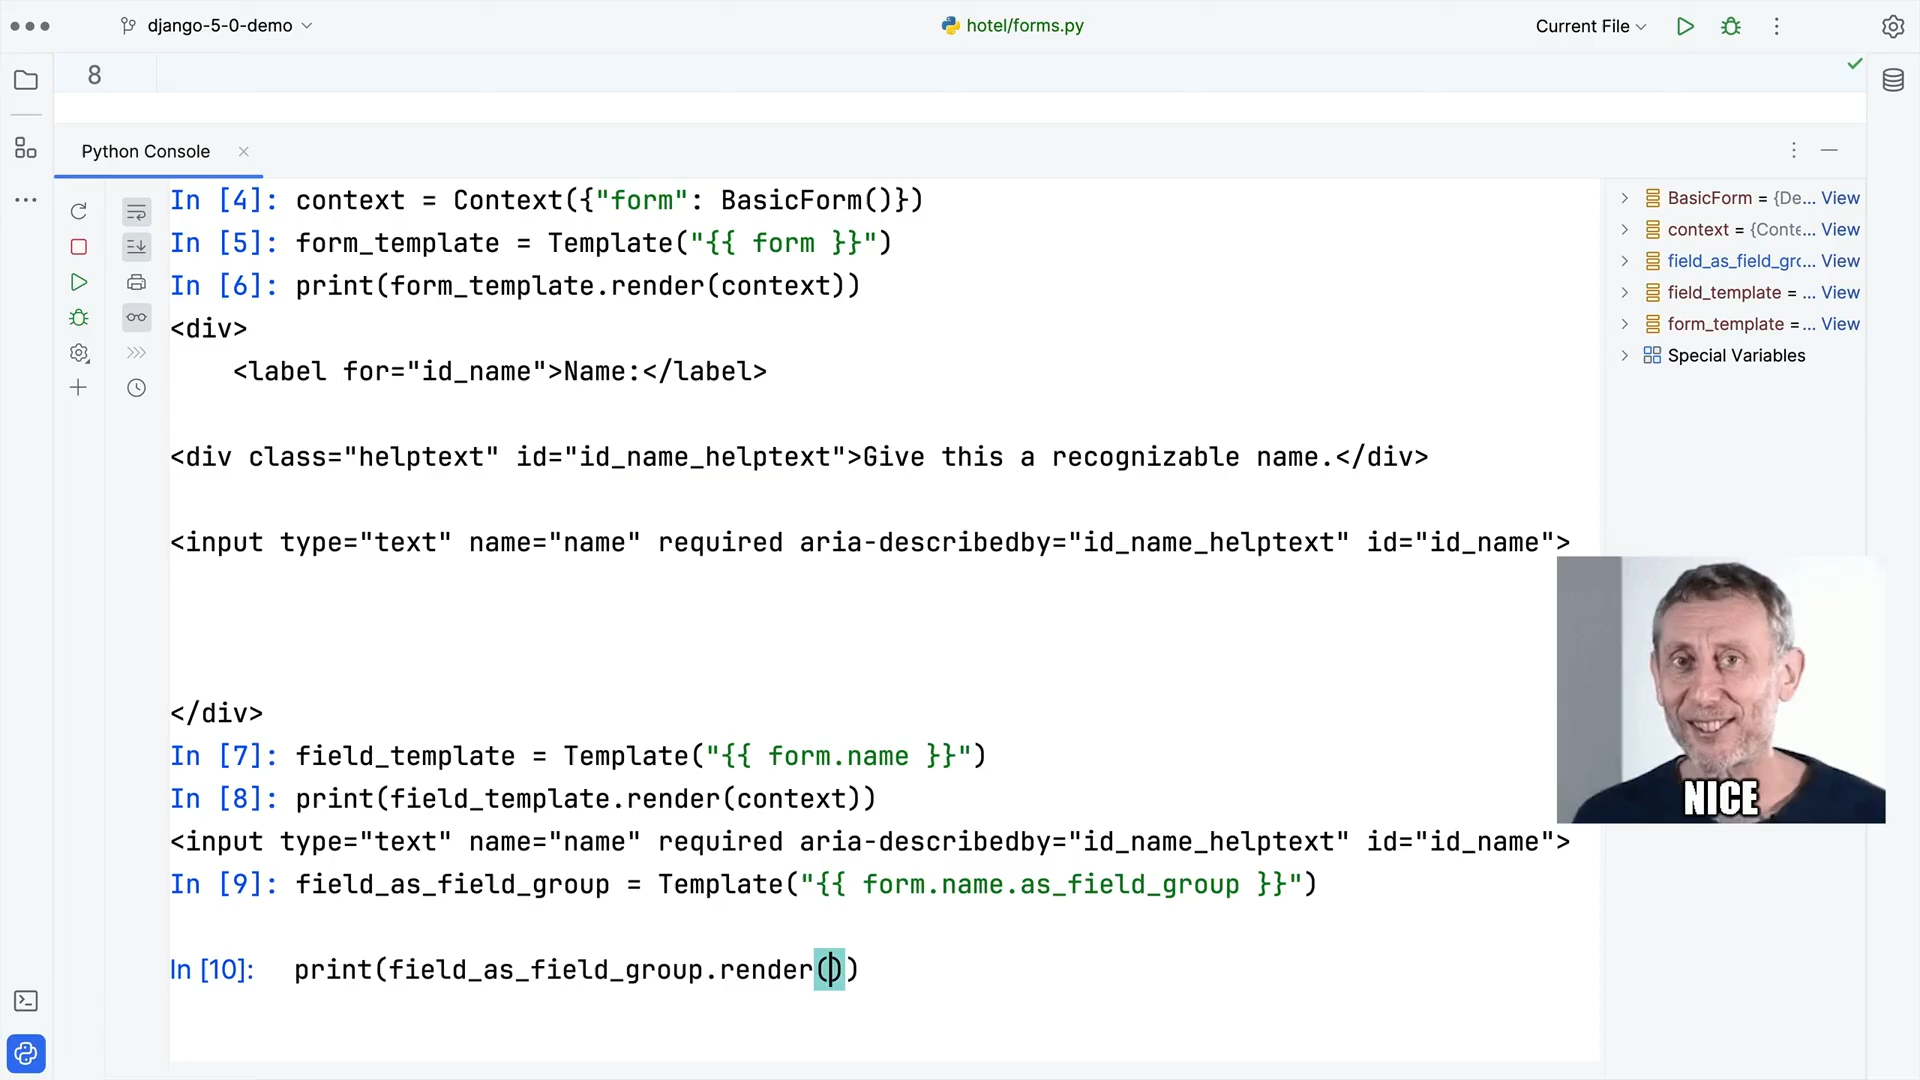 django-5-0-demo
hotel/forms.py
Current File
8
Python Console
In [4]: context = Context({"form": BasicForm()})
In [5]: form_template = Template("{{ form }}")
In [6]: print(form_template.render(context))
<div>
    <label for="id_name">Name:</label>
<div class="helptext" id="id_name_helptext">Give this a recognizable name.</div>
<input type="text" name="name" required aria-describedby="id_name_helptext" id="id_name">
</div>
In [7]: field_template = Template("{{ form.name }}")
In [8]: print(field_template.render(context))
<input type="text" name="name" required aria-describedby="id_name_helptext" id="id_name">
In [9]: field_as_field_group = Template("{{ form.name.as_field_group }}")
In [10]: print(field_as_field_group.render())
BasicForm = {De... View
context = {Conte... View
field_as_field_grc... View
field_template = ... View
form_template = ... View
Special Variables
NICE